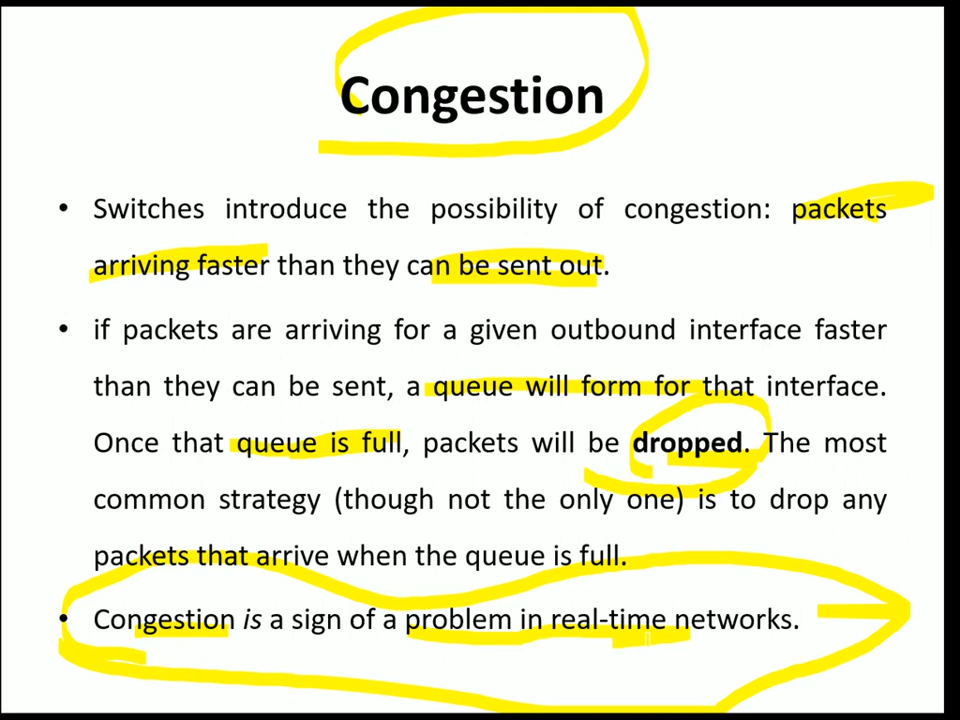 Congestion
• Switches introduce the possibility of congestion: packets
arriving faster than they can be sent out.
• if packets are arriving for a given outbound interface faster
than they can be sent, a queue will form for that interface.
Once that queue is full, packets will be dropped. The most
common strategy (though not the only one) is to drop any
packets that arrive when the queue is full.
• Congestion is a sign of a problem in real-time networks.